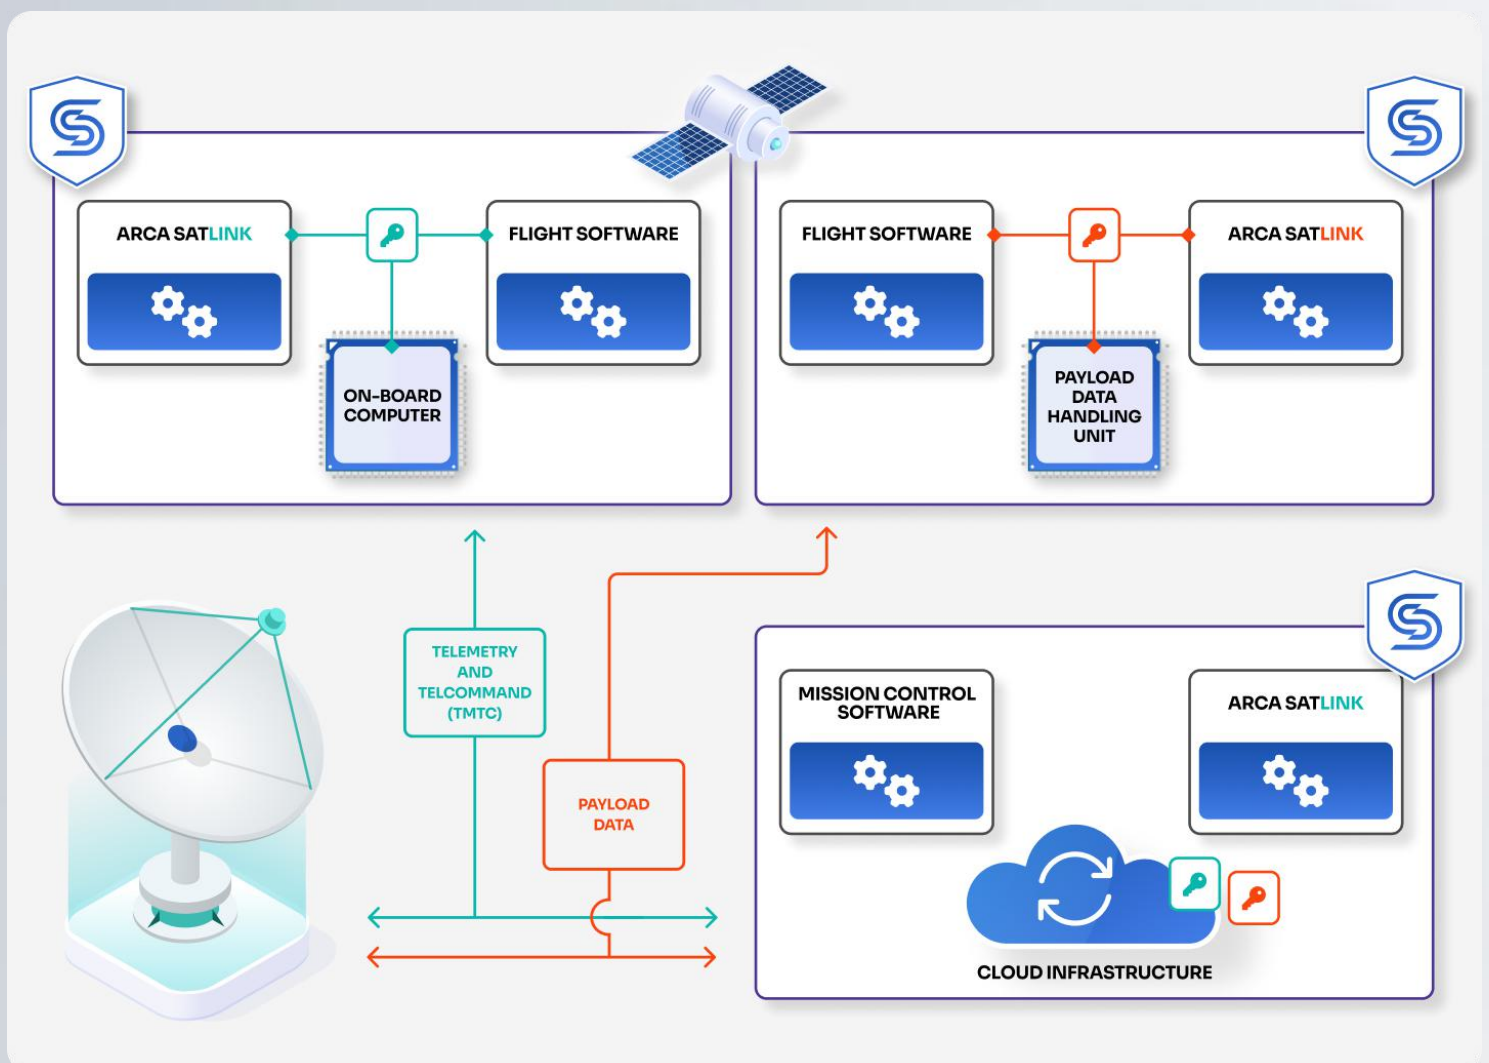 ARCA SATLINK
FLIGHT SOFTWARE
ON-BOARD
COMPUTER
FLIGHT SOFTWARE
ARCA SATLINK
PAYLOAD
DATA
HANDLING
UNIT
TELEMETRY
AND
TELCOMMAND
(TMTC)
PAYLOAD
DATA
MISSION CONTROL
SOFTWARE
ARCA SATLINK
CLOUD INFRASTRUCTURE